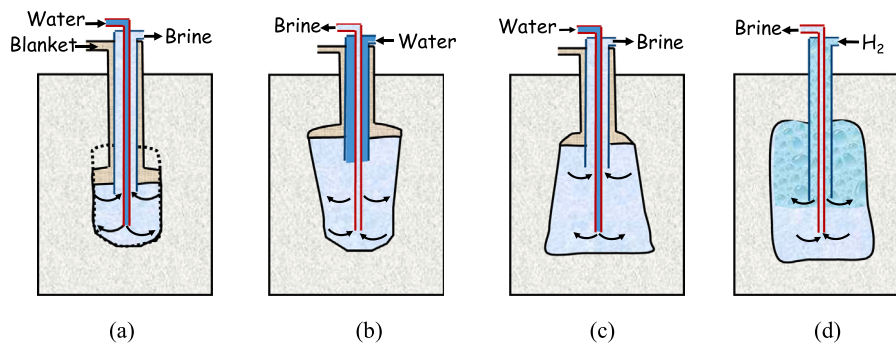 Water
Brine
Blanket
(a)
Brine
Water
(b)
Water
Brine
(c)
Brine
H₂
(d)